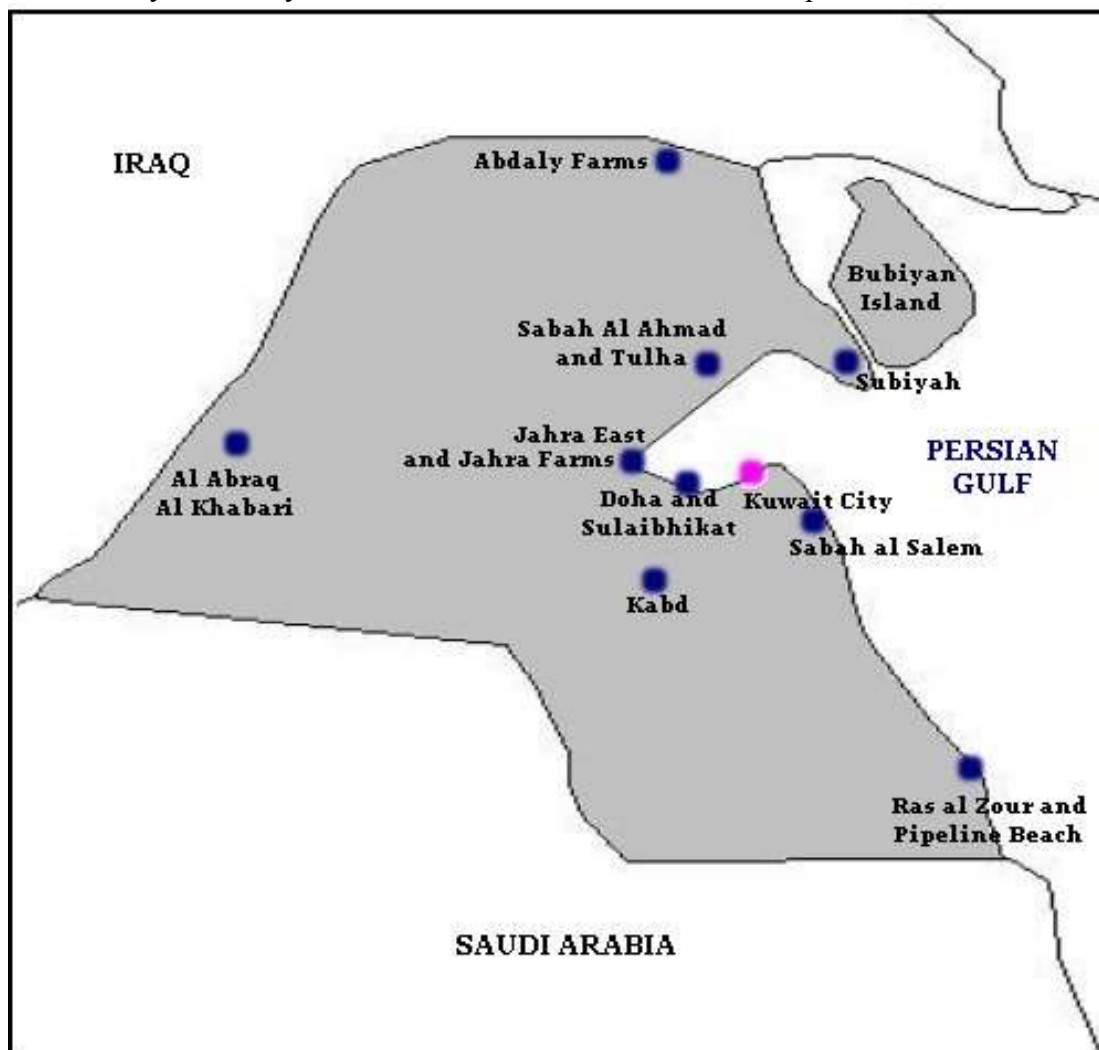 IRAQ
Abdaly Farms
Bubiyan
Island
Sabah Al Ahmad
and Tulha
Subiyah
Jahra East
and Jahra Farms
PERSIAN
GULF
Al Abraq
Al Khabari
Doha and
Sulaibhikat
Kuwait City
Sabah al Salem
Kabd
Ras al Zour and
Pipeline Beach
SAUDI ARABIA